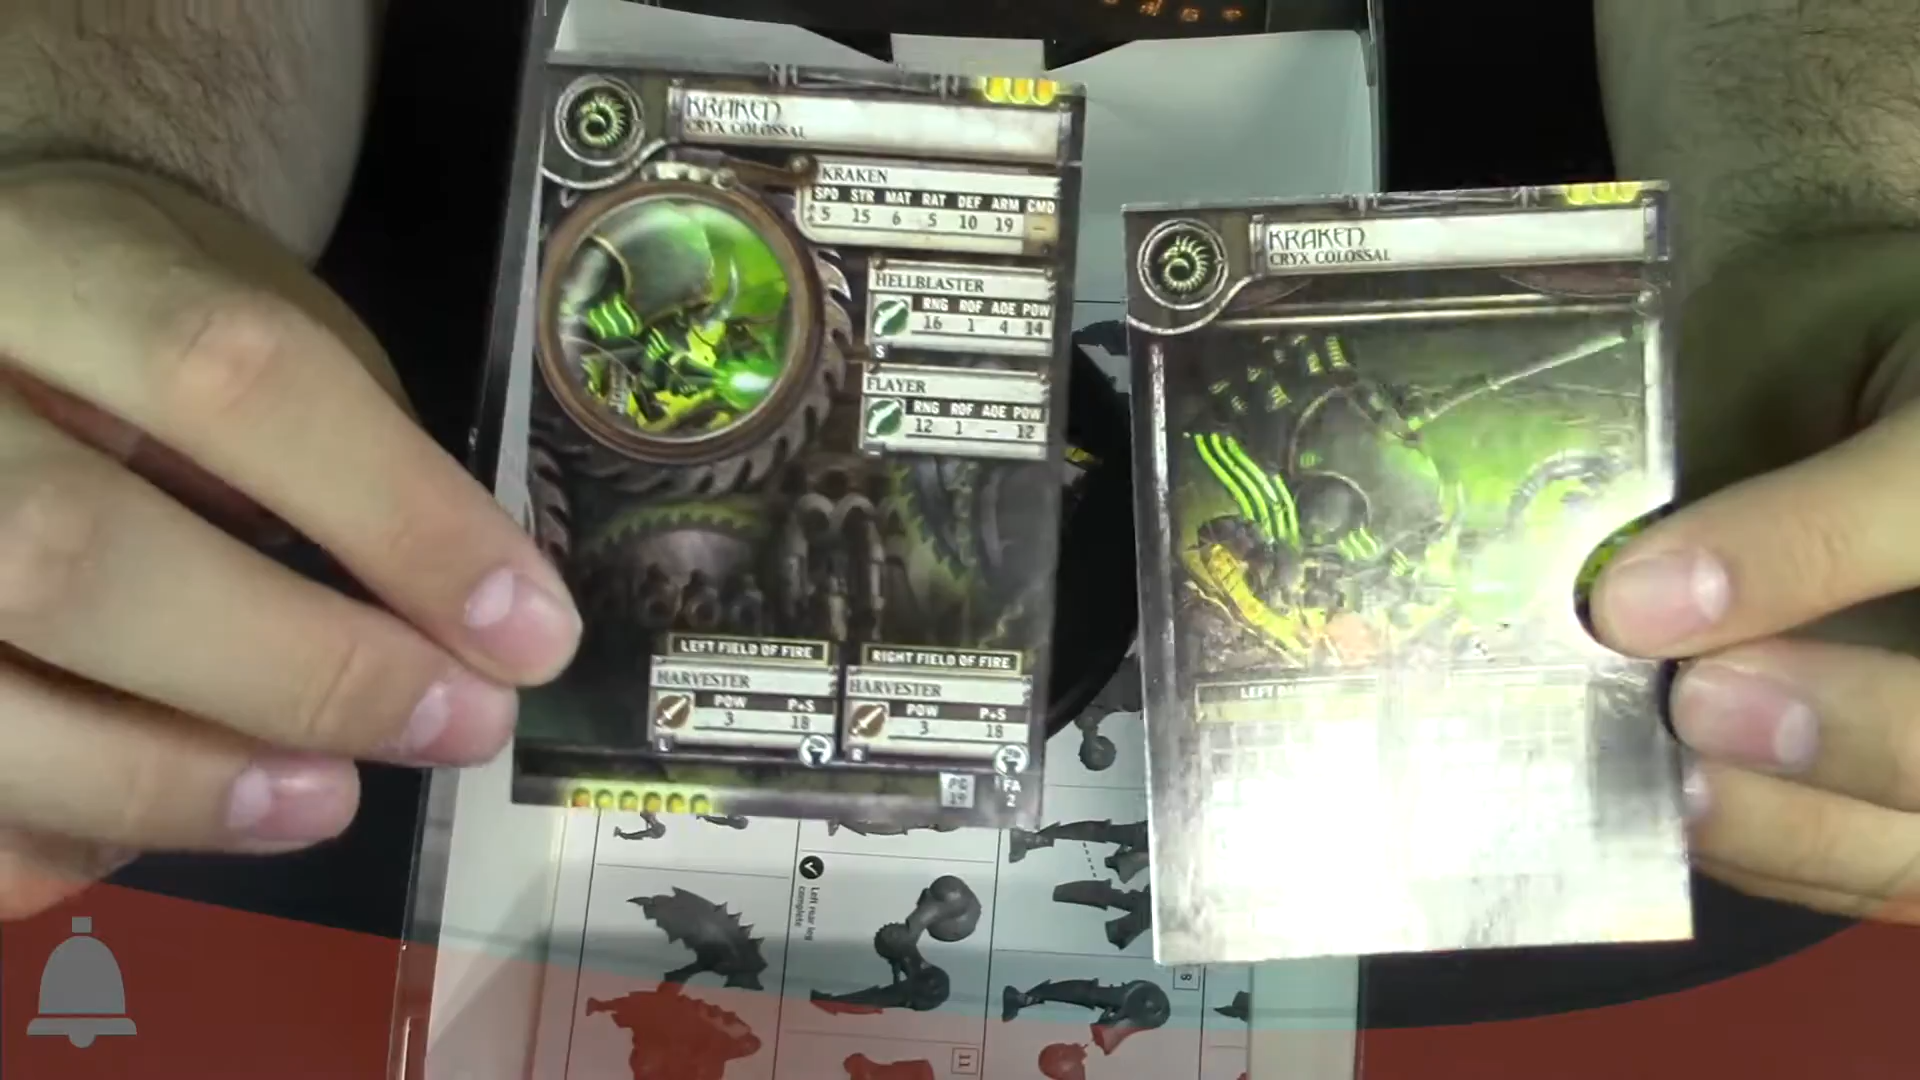 KRAKEN
CRYX COLOSSAL
KRAKEN
SPD STR MAT RAT DEF ARM CMD
5 15 6 5 10 19 –
HELLBLASTER
RNG ROF AOE POW
16 1 4 14
S
FLAYER
RNG ROF AOE POW
12 1 – 12
LEFT FIELD OF FIRE
HARVESTER
POW P+S
3 18
L
RIGHT FIELD OF FIRE
HARVESTER
POW P+S
3 18
R
PC
19
FA
2
KRAKEN
CRYX COLOSSAL
LEFT
Left rear leg
complete
8
11